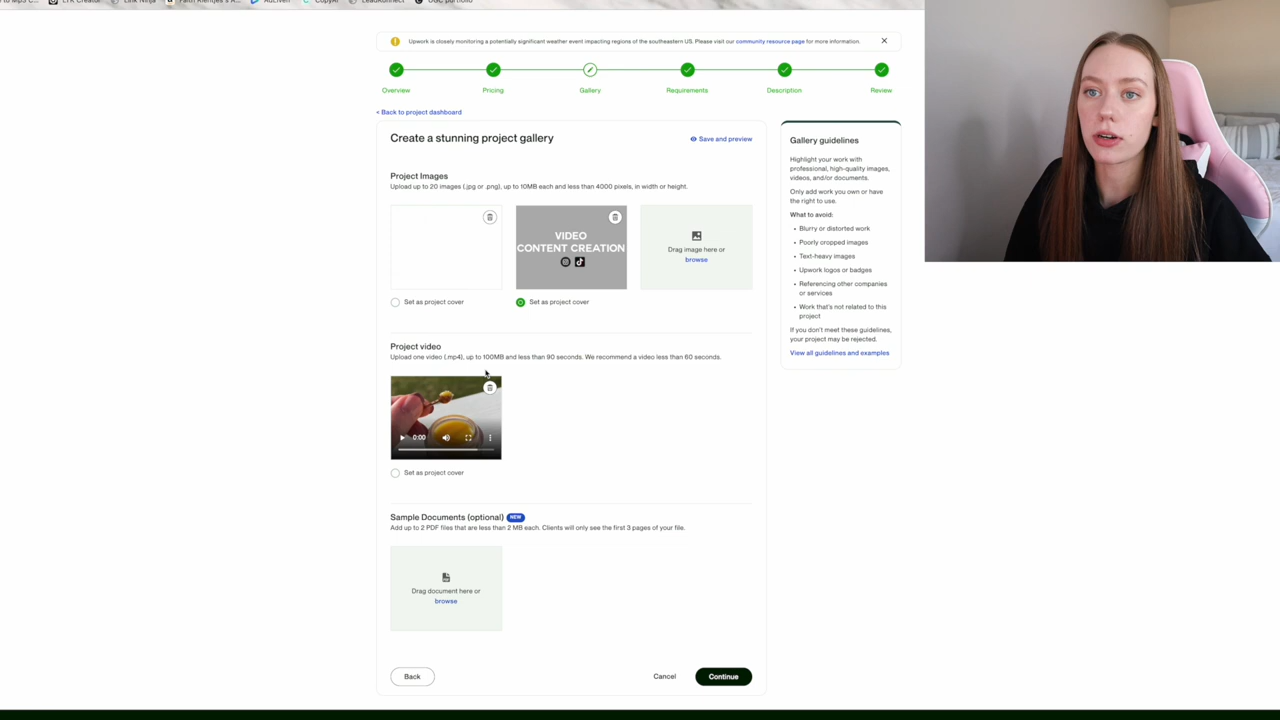 Link Ninja
CopyAI
UGC portfolio
Upwork is closely monitoring a potentially significant weather event impacting regions of the southeastern US. Please visit our community resource page for more information.
Overview
Pricing
Gallery
Requirements
Description
Review
< Back to project dashboard
Create a stunning project gallery
Save and preview
Project Images
Upload up to 20 images (.jpg or .png), up to 10MB each and less than 4000 pixels, in width or height.
VIDEO
CONTENT CREATION
Drag image here or
browse
Set as project cover
Set as project cover
Project video
Upload one video (.mp4), up to 100MB and less than 90 seconds. We recommend a video less than 60 seconds.
0:00
Set as project cover
Sample Documents (optional) NEW
Add up to 2 PDF files that are less than 2 MB each. Clients will only see the first 3 pages of your file.
Drag document here or
browse
Back
Cancel
Continue
Gallery guidelines
Highlight your work with
professional, high-quality images,
videos, and/or documents.
Only add work you own or have
the right to use.
What to avoid:
• Blurry or distorted work
• Poorly cropped images
• Text-heavy images
• Upwork logos or badges
• Referencing other companies
or services
• Work that's not related to this
project
If you don't meet these guidelines,
your project may be rejected.
View all guidelines and examples